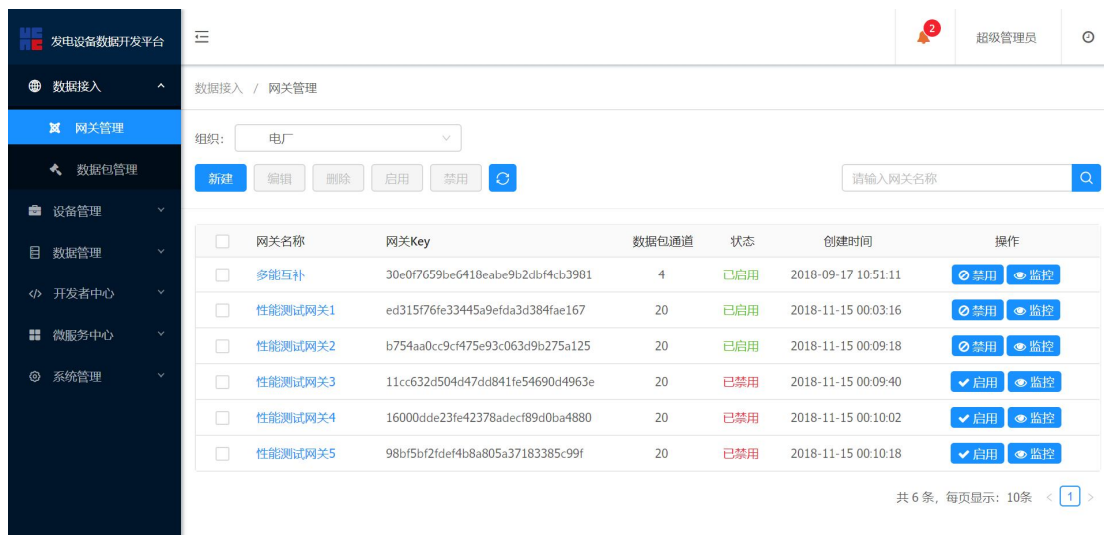 发电设备数据开发平台
2
超级管理员
数据接入
网关管理
数据包管理
设备管理
数据管理
开发者中心
微服务中心
系统管理
数据接入 / 网关管理
组织: 电厂
新建 编辑 删除 启用 禁用 请输入网关名称
网关名称 网关Key 数据包通道 状态 创建时间 操作
多能互补 30e0f7659be6418eabe9b2dbf4cb3981 4 已启用 2018-09-17 10:51:11 禁用 监控
性能测试网关1 ed315f76fe33445a9efda3d384fae167 20 已启用 2018-11-15 00:03:16 禁用 监控
性能测试网关2 b754aa0cc9cf475e93c063d9b275a125 20 已启用 2018-11-15 00:09:18 禁用 监控
性能测试网关3 11cc632d504d47dd841fe54690d4963e 20 已禁用 2018-11-15 00:09:40 启用 监控
性能测试网关4 16000dde23fe42378adecf89d0ba4880 20 已禁用 2018-11-15 00:10:02 启用 监控
性能测试网关5 98bf5bf2fdef4b8a805a37183385c99f 20 已禁用 2018-11-15 00:10:18 启用 监控
共 6 条, 每页显示: 10条 < 1 >